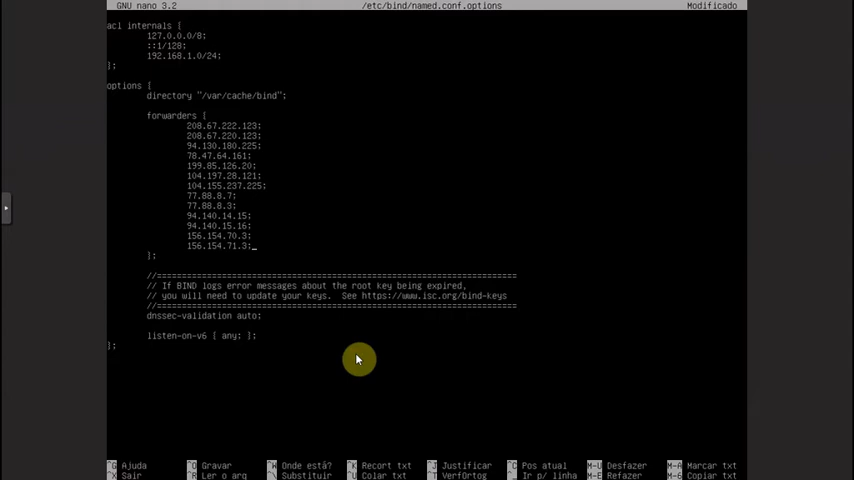 GNU nano 3.2 /etc/bind/named.conf.options Modificado
acl internals {
127.0.0.0/8;
::1/128;
192.168.1.0/24;
};
options {
directory "/var/cache/bind";
forwarders {
208.67.222.123;
208.67.220.123;
94.130.180.225;
78.47.64.161;
199.85.126.20;
104.197.28.121;
104.155.237.225;
77.88.8.7;
77.88.8.3;
94.140.14.15;
94.140.15.16;
156.154.70.3;
156.154.71.3;_
};
//========================================================================
// If BIND logs error messages about the root key being expired,
// you will need to update your keys.  See https://www.isc.org/bind-keys
//========================================================================
dnssec-validation auto;
listen-on-v6 { any; };
};
^G Ajuda ^O Gravar ^W Onde está? ^K Recort txt ^J Justificar ^C Pos atual M-U Desfazer M-A Marcar txt
^X Sair ^R Ler o arq ^\ Substituir ^U Colar txt ^T VerfOrtog ^_ Ir p/ linha M-E Refazer M-6 Copiar txt